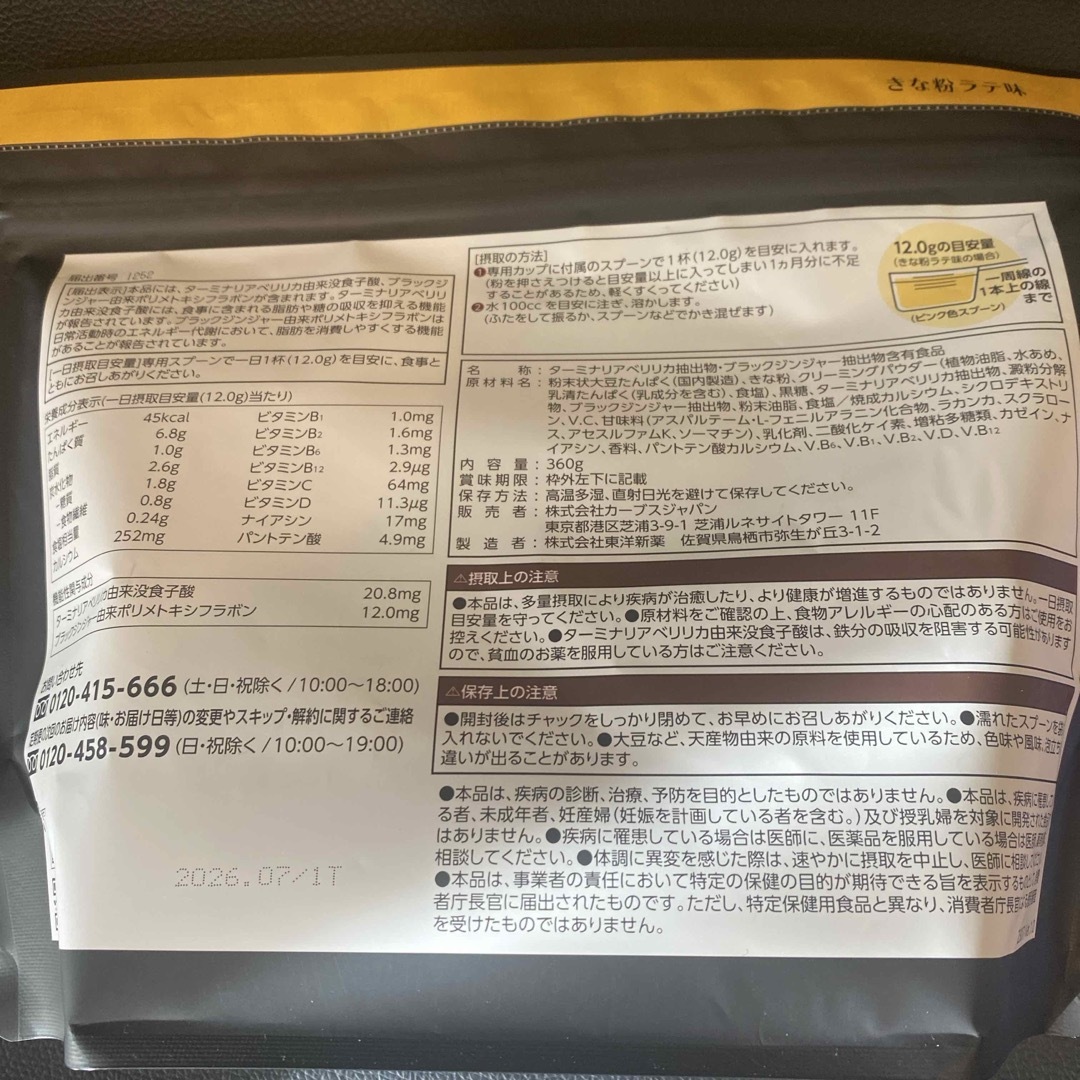 きな粉ラテ味
届出番号 I252
[届出表示]本品には、ターミナリアベリリカ由来没食子酸、ブラックジ
ンジャー由来ポリメトキシフラボンが含まれます。ターミナリアベリリ
カ由来没食子酸には、食事に含まれる脂肪や糖の吸収を抑える機能
が報告されています。ブラックジンジャー由来ポリメトキシフラボンは
日常活動時のエネルギー代謝において、脂肪を消費しやすくする機能
があることが報告されています。
[一日摂取目安量]専用スプーンで一日1杯(12.0g)を目安に、食事と
ともにお召しあがりください。
栄養成分表示(一日摂取目安量(12.0g)当たり)
エネルギー 45kcal ビタミンB1 1.0mg
たんぱく質 6.8g ビタミンB2 1.6mg
脂質 1.0g ビタミンB6 1.3mg
炭水化物 2.6g ビタミンB12 2.9μg
-糖質 1.8g ビタミンC 64mg
-食物繊維 0.8g ビタミンD 11.3μg
食塩相当量 0.24g ナイアシン 17mg
カルシウム 252mg パントテン酸 4.9mg
機能性関与成分
ターミナリアベリリカ由来没食子酸 20.8mg
ブラックジンジャー由来ポリメトキシフラボン 12.0mg
お問い合わせ先
0120-415-666 (土・日・祝除く/10:00〜18:00)
定期便の次回のお届け内容(味・お届け日等)の変更やスキップ・解約に関するご連絡
0120-458-599 (日・祝除く/10:00〜19:00)
2026.07/1T
[摂取の方法]
❶専用カップに付属のスプーンで1杯(12.0g)を目安に入れます。
(粉を押さえつけると目安量以上に入ってしまい1ヵ月分に不足
することがあるため、軽くすくってください)
❷水100ccを目安に注ぎ、溶かします。
(ふたをして振るか、スプーンなどでかき混ぜます)
12.0gの目安量
(きな粉ラテ味の場合)
一周線の
1本上の線
まで
(ピンク色スプーン)
名称:ターミナリアベリリカ・ブラックジンジャー抽出物含有食品
原材料名:粉末状大豆たんぱく(国内製造)、きな粉、クリーミングパウダー(植物油脂、水あめ、
乳清たんぱく(乳成分を含む)、食塩)、黒糖、ターミナリアベリリカ抽出物、澱粉分解
物、ブラックジンジャー抽出物、粉末油脂、食塩/焼成カルシウム、シクロデキストリ
ン、V.C、甘味料(アスパルテーム・L-フェニルアラニン化合物、ラカンカ、スクラロー
ス、アセスルファムK、ソーマチン)、乳化剤、二酸化ケイ素、増粘多糖類、カゼイン、ナ
イアシン、香料、パントテン酸カルシウム、V.B6、V.B1、V.B2、V.D、V.B12
内容量:360g
賞味期限:枠外左下に記載
保存方法:高温多湿、直射日光を避けて保存してください。
販売者:株式会社カーブスジャパン
東京都港区芝浦3-9-1 芝浦ルネサイトタワー 11F
製造者:株式会社東洋新薬 佐賀県鳥栖市弥生が丘3-1-2
⚠摂取上の注意
●本品は、多量摂取により疾病が治癒したり、より健康が増進するものではありません。一日摂取
目安量を守ってください。●原材料をご確認の上、食物アレルギーの心配のある方はご使用をお
控えください。●ターミナリアベリリカ由来没食子酸は、鉄分の吸収を阻害する可能性があります
ので、貧血のお薬を服用している方はご注意ください。
⚠保存上の注意
●開封後はチャックをしっかり閉めて、お早めにお召しあがりください。●濡れたスプーンを袋に
入れないでください。●大豆など、天産物由来の原料を使用しているため、色味や風味、泡立ち
違いが出ることがあります。
●本品は、疾病の診断、治療、予防を目的としたものではありません。●本品は、疾病に罹患して
る者、未成年者、妊産婦(妊娠を計画している者を含む。)及び授乳婦を対象に開発された
はありません。●疾病に罹患している場合は医師に、医薬品を服用している場合は医師
相談してください。●体調に異変を感じた際は、速やかに摂取を中止し、医師に相談して
●本品は、事業者の責任において特定の保健の目的が期待できる旨を表示するもの
者庁長官に届出されたものです。ただし、特定保健用食品と異なり、消費者庁長官
を受けたものではありません。